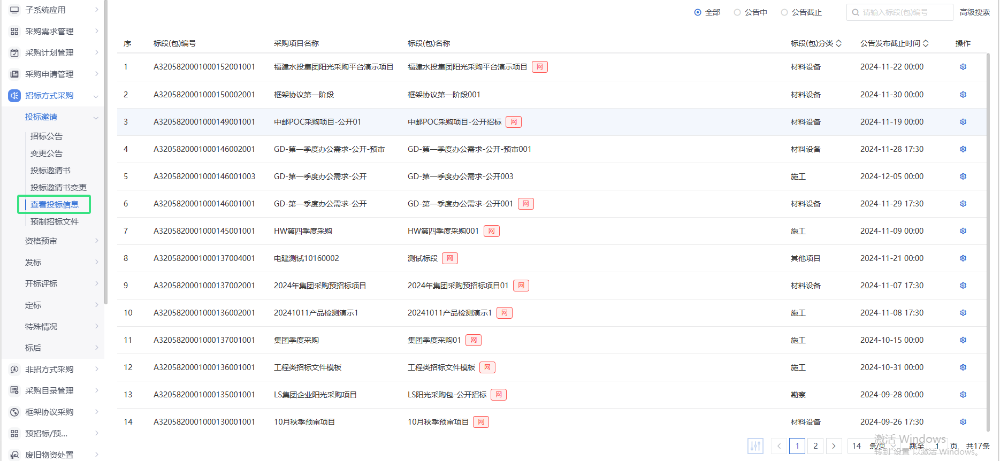 子系统应用
采购需求管理
采购计划管理
采购申请管理
招标方式采购
投标邀请
招标公告
变更公告
投标邀请书
投标邀请书变更
查看投标信息
预制招标文件
资格预审
发标
开标评标
定标
特殊情况
标后
非招方式采购
采购目录管理
框架协议采购
预招标/预...
废旧物资处置
全部 公告中 公告截止 请输入标段(包)编号 高级搜索
序 标段(包)编号 采购项目名称 标段(包)名称 标段(包)分类 公告发布截止时间 操作
1 A3205820001000152001001 福建水投集团阳光采购平台演示项目 福建水投集团阳光采购平台演示项目 网 材料设备 2024-11-22 00:00
2 A3205820001000150002001 框架协议第一阶段 框架协议第一阶段001 材料设备 2024-11-30 00:00
3 A3205820001000149001001 中邮POC采购项目-公开01 中邮POC采购项目-公开招标 网 材料设备 2024-11-19 00:00
4 A3205820001000146002001 GD-第一季度办公需求-公开-预审 GD-第一季度办公需求-公开-预审001 材料设备 2024-11-28 17:30
5 A3205820001000146001003 GD-第一季度办公需求-公开 GD-第一季度办公需求-公开003 施工 2024-12-05 00:00
6 A3205820001000146001001 GD-第一季度办公需求-公开 GD-第一季度办公需求-公开001 网 材料设备 2024-11-29 17:30
7 A3205820001000145001001 HW第四季度采购 HW第四季度采购001 网 施工 2024-11-09 00:00
8 A3205820001000137004001 电建测试10160002 测试标段 网 其他项目 2024-11-21 00:00
9 A3205820001000137002001 2024年集团采购预招标项目 2024年集团采购预招标项目01 网 材料设备 2024-11-07 17:30
10 A3205820001000136002001 20241011产品检测演示1 20241011产品检测演示1 网 施工 2024-11-08 17:30
11 A3205820001000137001001 集团季度采购 集团季度采购01 网 施工 2024-10-15 00:00
12 A3205820001000136001001 工程类招标文件模板 工程类招标文件模板 网 施工 2024-10-31 00:00
13 A3205820001000135001001 LS集团企业阳光采购项目 LS阳光采购包-公开招标 网 勘察 2024-09-28 00:00
14 A3205820001000130001001 10月秋季预审项目 10月秋季预审项目 网 材料设备 2024-09-26 17:30
1 2 14 条/页 跳至 1 页 共17条
激活 Windows
转到"设置"以激活 Windows。